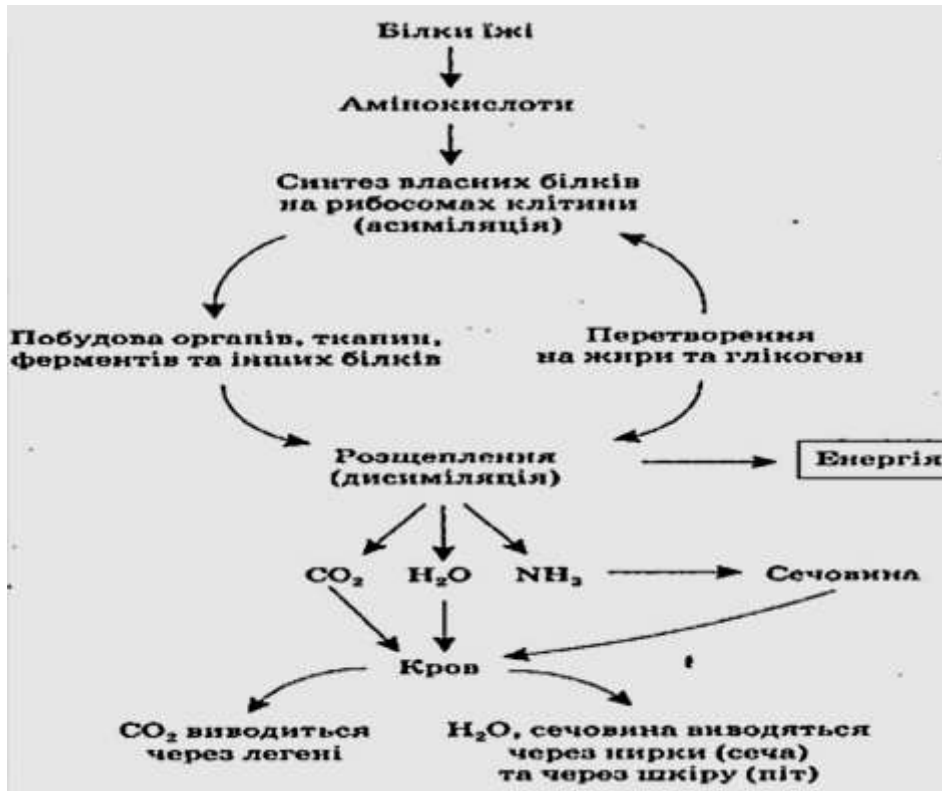 Білки їжі
Амінокислоти
Синтез власних білків
на рибосомах клітини
(асиміляція)
Побудова органів, тканин,
ферментів та інших білків
Перетворення
на жири та глікоген
Розщеплення
(дисиміляція)
Енергія
CO₂ H₂O NH₃ Сечовина
Кров
CO₂ виводиться
через легені
H₂O, сечовина виводяться
через нирки (сеча)
та через шкіру (піт)